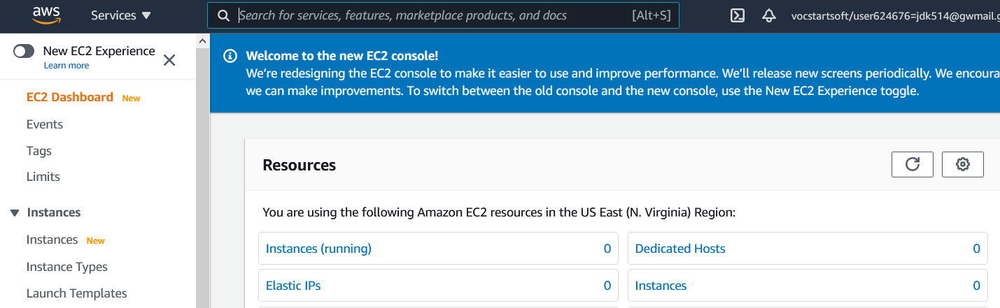 aws
Services
Search for services, features, marketplace products, and docs
[Alt+S]
vocstartsoft/user624676=jdk514@gwmail.g
New EC2 Experience
Learn more
EC2 Dashboard New
Events
Tags
Limits
Instances
Instances New
Instance Types
Launch Templates
Welcome to the new EC2 console!
We're redesigning the EC2 console to make it easier to use and improve performance. We'll release new screens periodically. We encoura
we can make improvements. To switch between the old console and the new console, use the New EC2 Experience toggle.
Resources
You are using the following Amazon EC2 resources in the US East (N. Virginia) Region:
Instances (running) 0
Dedicated Hosts 0
Elastic IPs 0
Instances 0